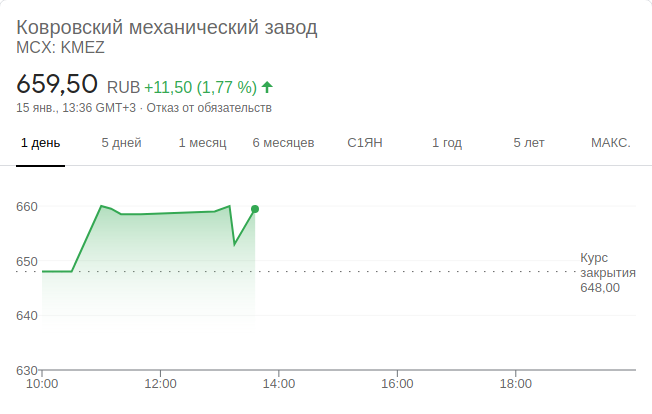 Ковровский механический завод
MCX: KMEZ
659,50 RUB +11,50 (1,77 %)
15 янв., 13:36 GMT+3 · Отказ от обязательств
1 день 5 дней 1 месяц 6 месяцев С1ЯН 1 год 5 лет МАКС.
660
650
640
630
Курс
закрытия
648,00
10:00 12:00 14:00 16:00 18:00